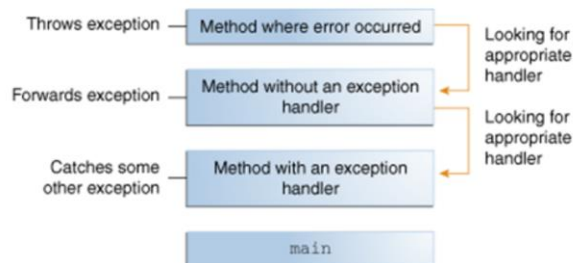 Throws exception
Method where error occurred
Looking for
appropriate
handler
Forwards exception
Method without an exception
handler
Looking for
appropriate
handler
Catches some
other exception
Method with an exception
handler
main